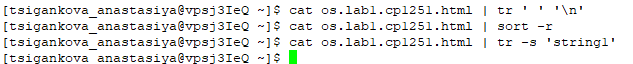 [tsigankova_anastasiya@vpsj3IeQ ~]$ cat os.lab1.cp1251.html | tr ' ' '\n'
[tsigankova_anastasiya@vpsj3IeQ ~]$ cat os.lab1.cp1251.html | sort -r
[tsigankova_anastasiya@vpsj3IeQ ~]$ cat os.lab1.cp1251.html | tr -s 'string1'
[tsigankova_anastasiya@vpsj3IeQ ~]$